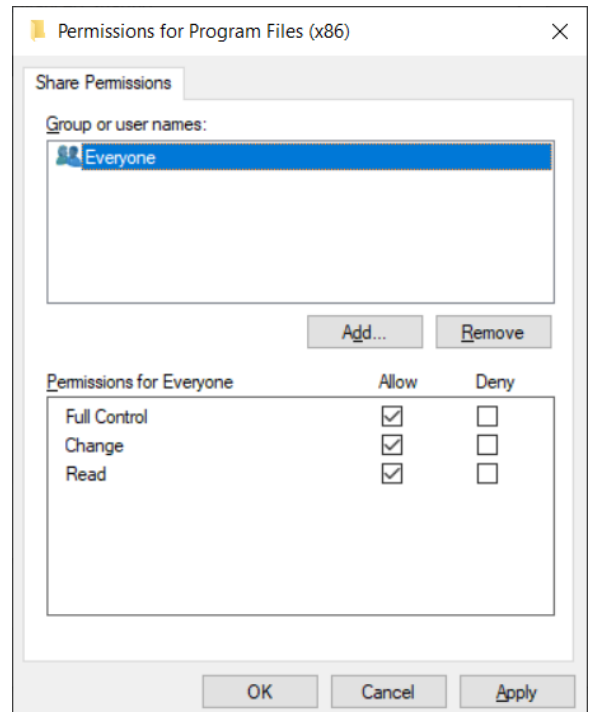 Permissions for Program Files (x86)
Share Permissions
Group or user names:
Everyone
Add... Remove
Permissions for Everyone Allow Deny
Full Control
Change
Read
OK Cancel Apply